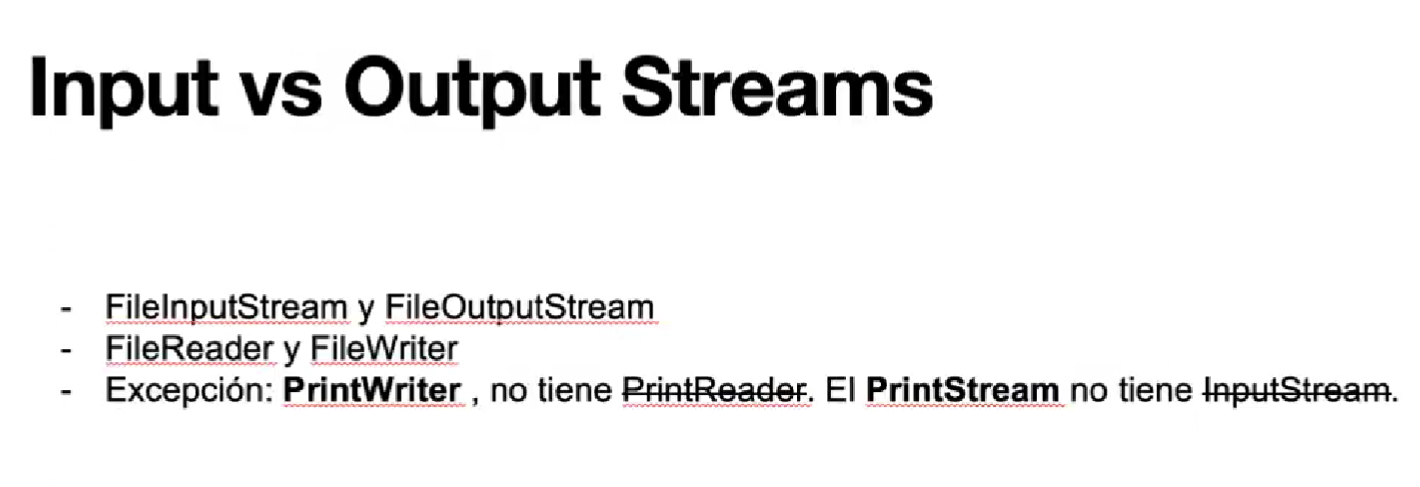 Input vs Output Streams
- FileInputStream y FileOutputStream
- FileReader y FileWriter
- Excepción: PrintWriter , no tiene PrintReader. El PrintStream no tiene InputStream.